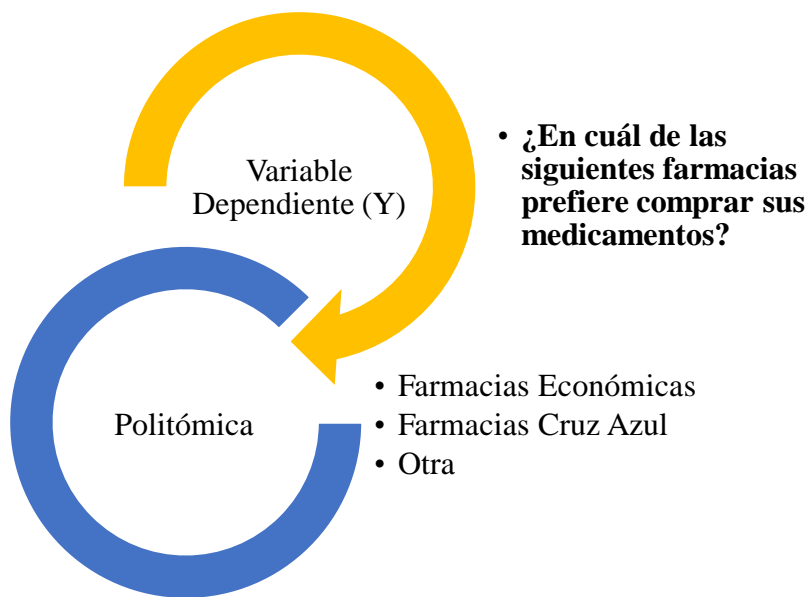 Variable
Dependiente (Y)
• ¿En cuál de las
siguientes farmacias
prefiere comprar sus
medicamentos?
Politómica
• Farmacias Económicas
• Farmacias Cruz Azul
• Otra